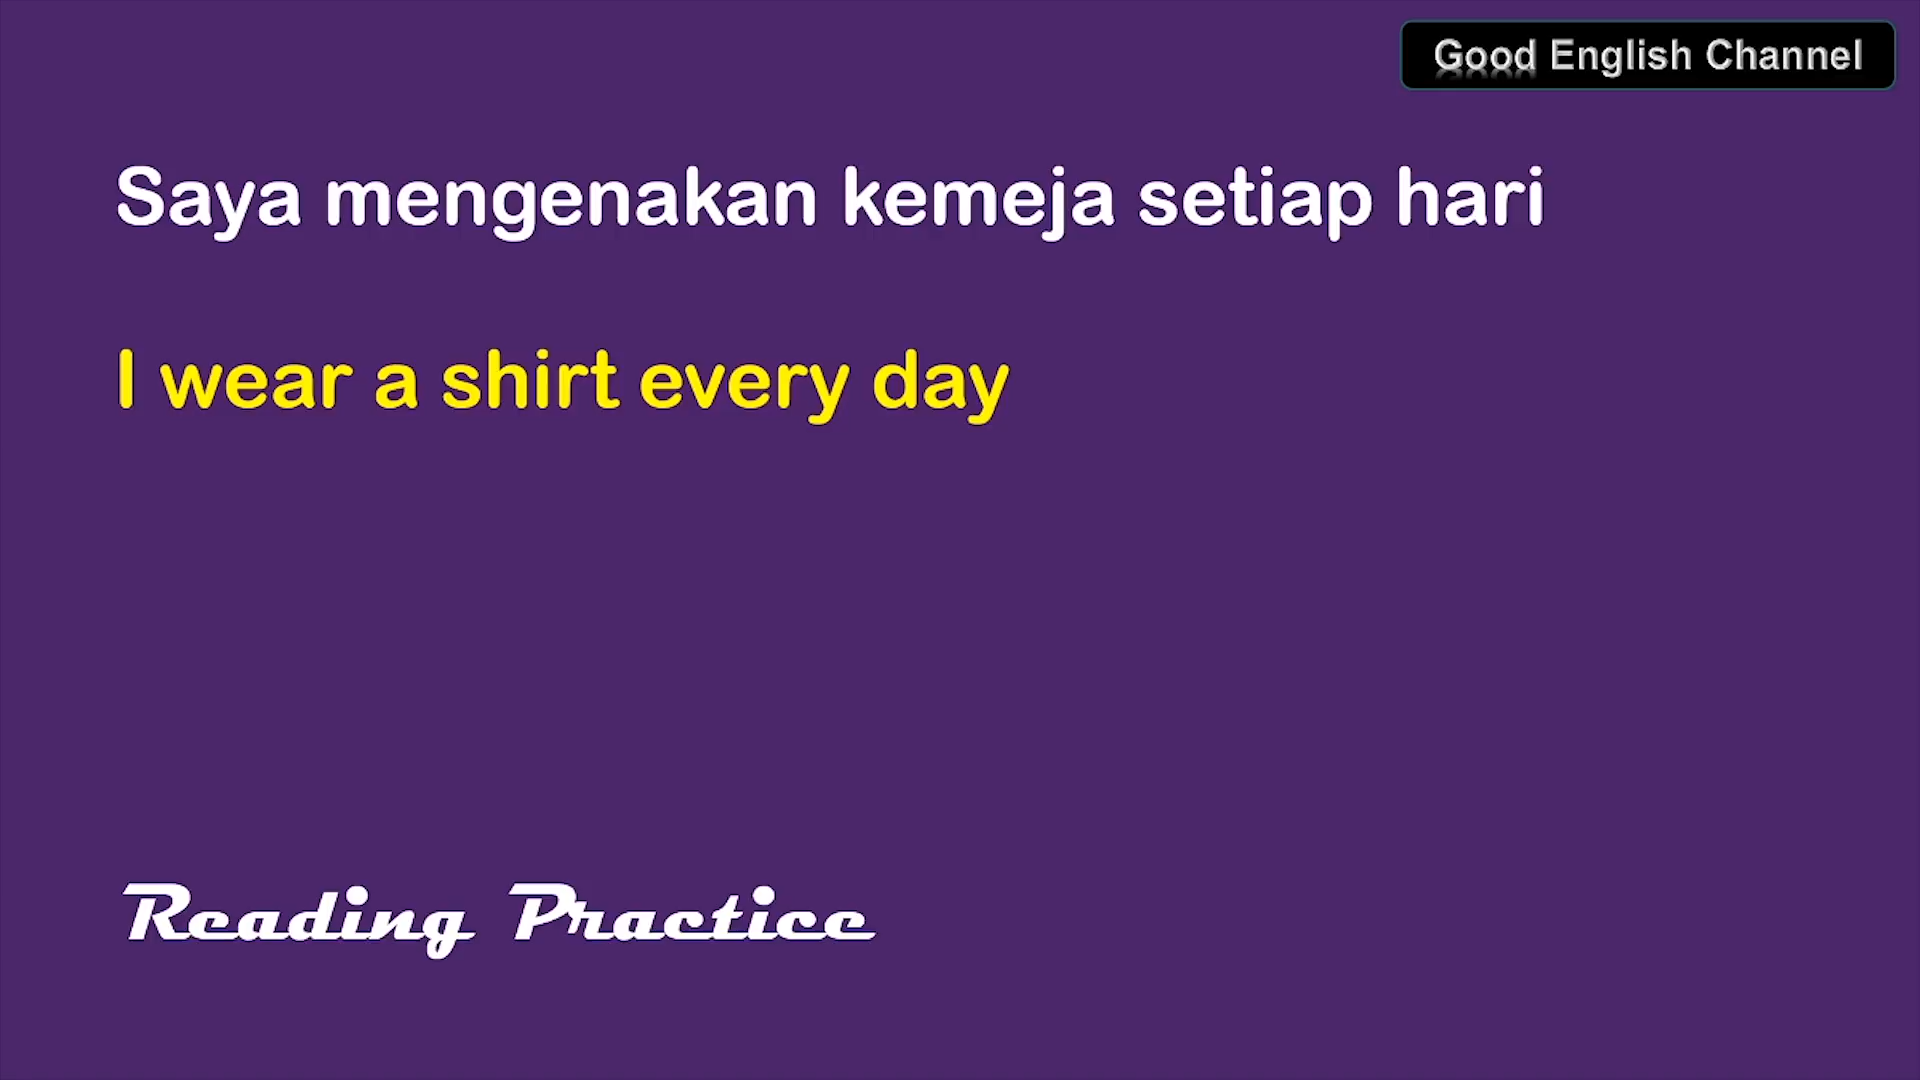 Good English Channel
Saya mengenakan kemeja setiap hari
I wear a shirt every day
Reading Practice